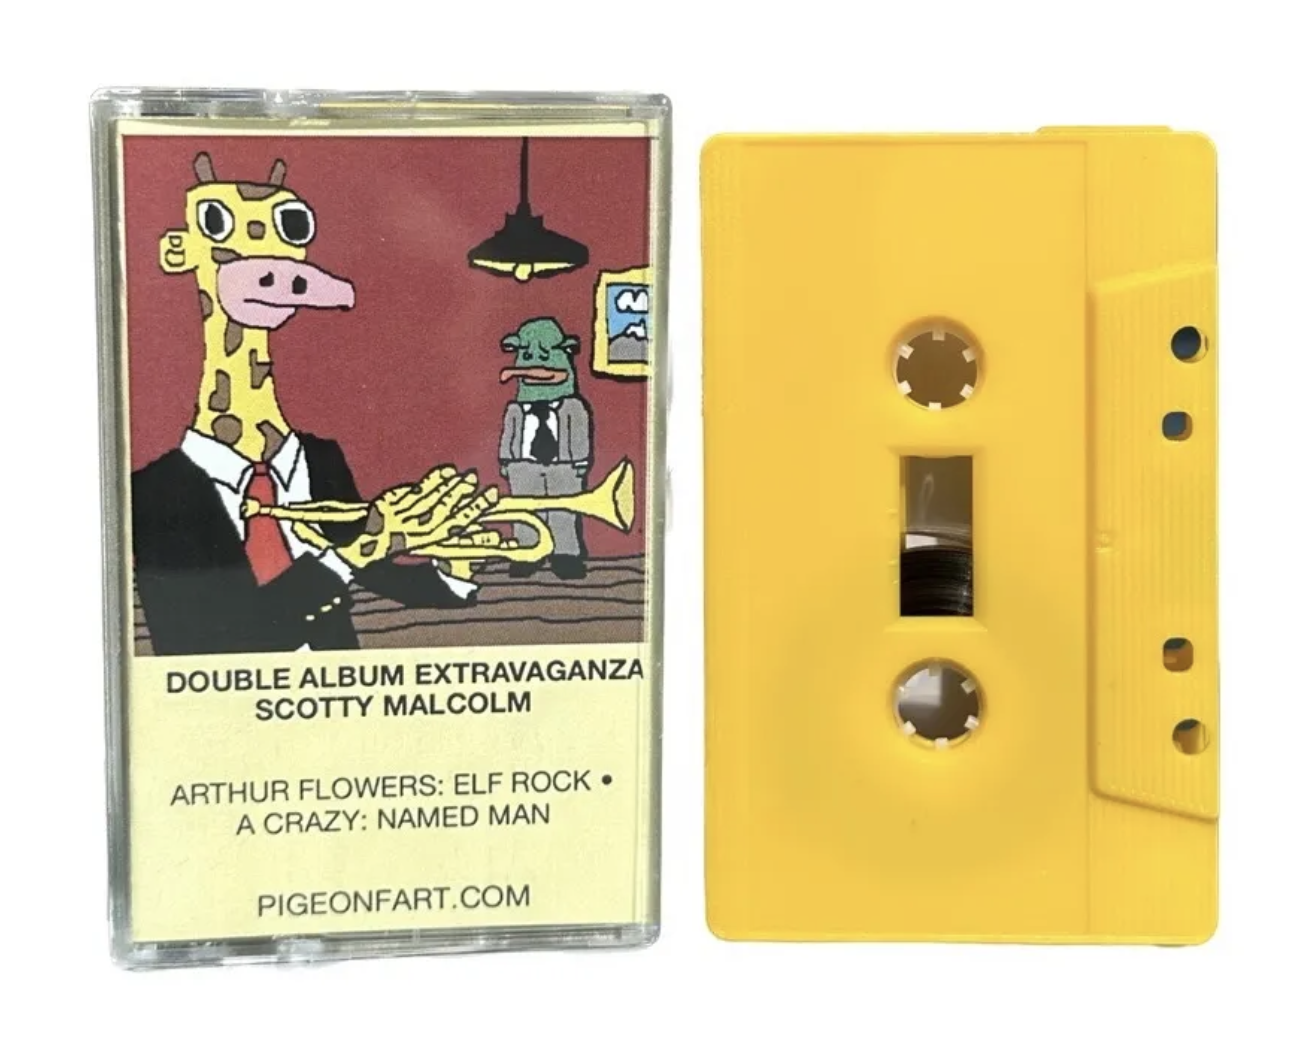 DOUBLE ALBUM EXTRAVAGANZA
SCOTTY MALCOLM
ARTHUR FLOWERS: ELF ROCK •
A CRAZY: NAMED MAN
PIGEONFART.COM